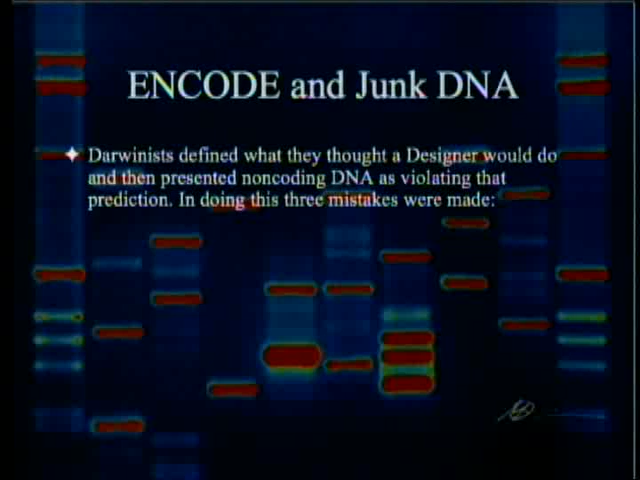 ENCODE and Junk DNA
Darwinists defined what they thought a Designer would do
and then presented noncoding DNA as violating that
prediction. In doing this three mistakes were made: